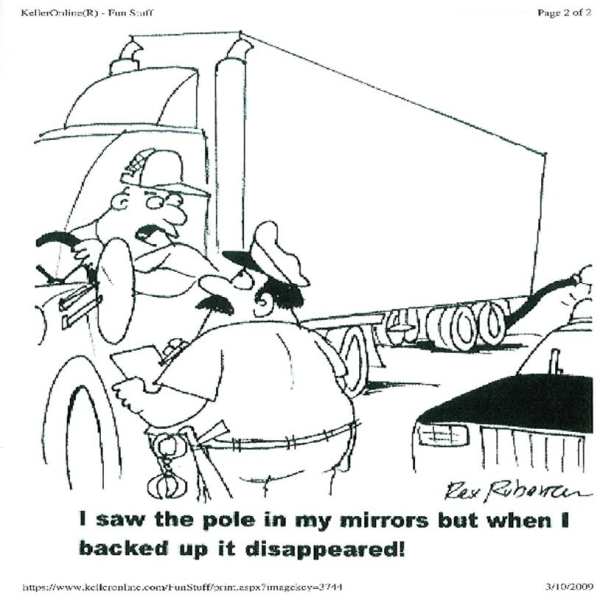 KellerOnline(R) - Fun Stuff
Page 2 of 2
Rex
I saw the pole in my mirrors but when I
backed up it disappeared!
https://www.kelleronline.com/FunStuff/print.aspx?imagekey=3744
3/10/2009